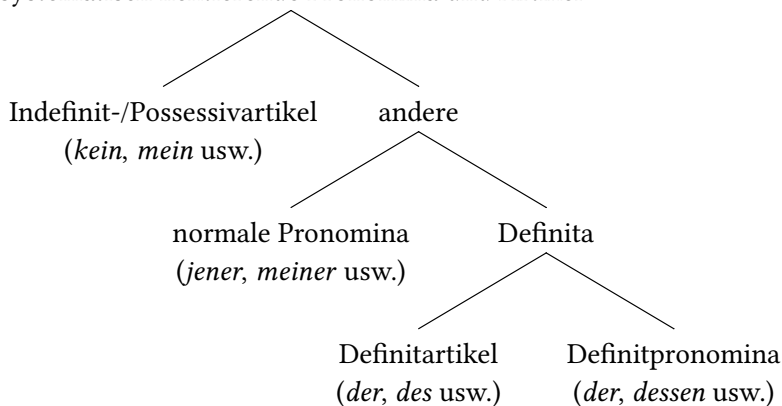 Indefinit-/Possessivartikel andere
(kein, mein usw.)
normale Pronomina Definita
(jener, meiner usw.)
Definitartikel Definitpronomina
(der, des usw.) (der, dessen usw.)